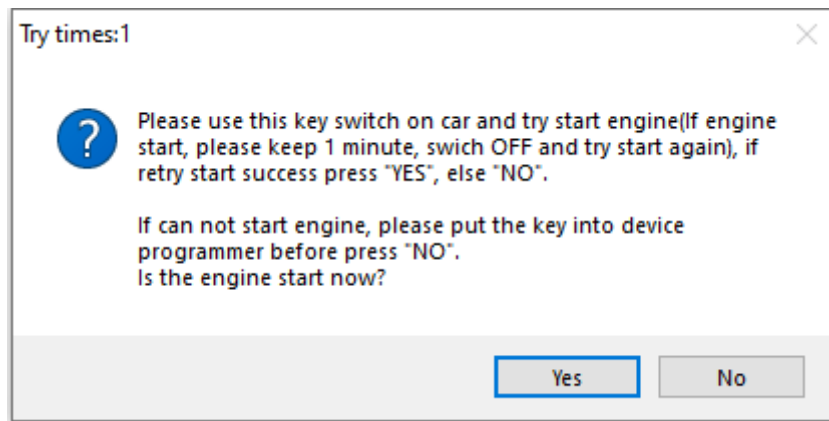 Try times:1
?
Please use this key switch on car and try start engine(If engine
start, please keep 1 minute, swich OFF and try start again), if
retry start success press "YES", else "NO".
If can not start engine, please put the key into device
programmer before press "NO".
Is the engine start now?
Yes
No